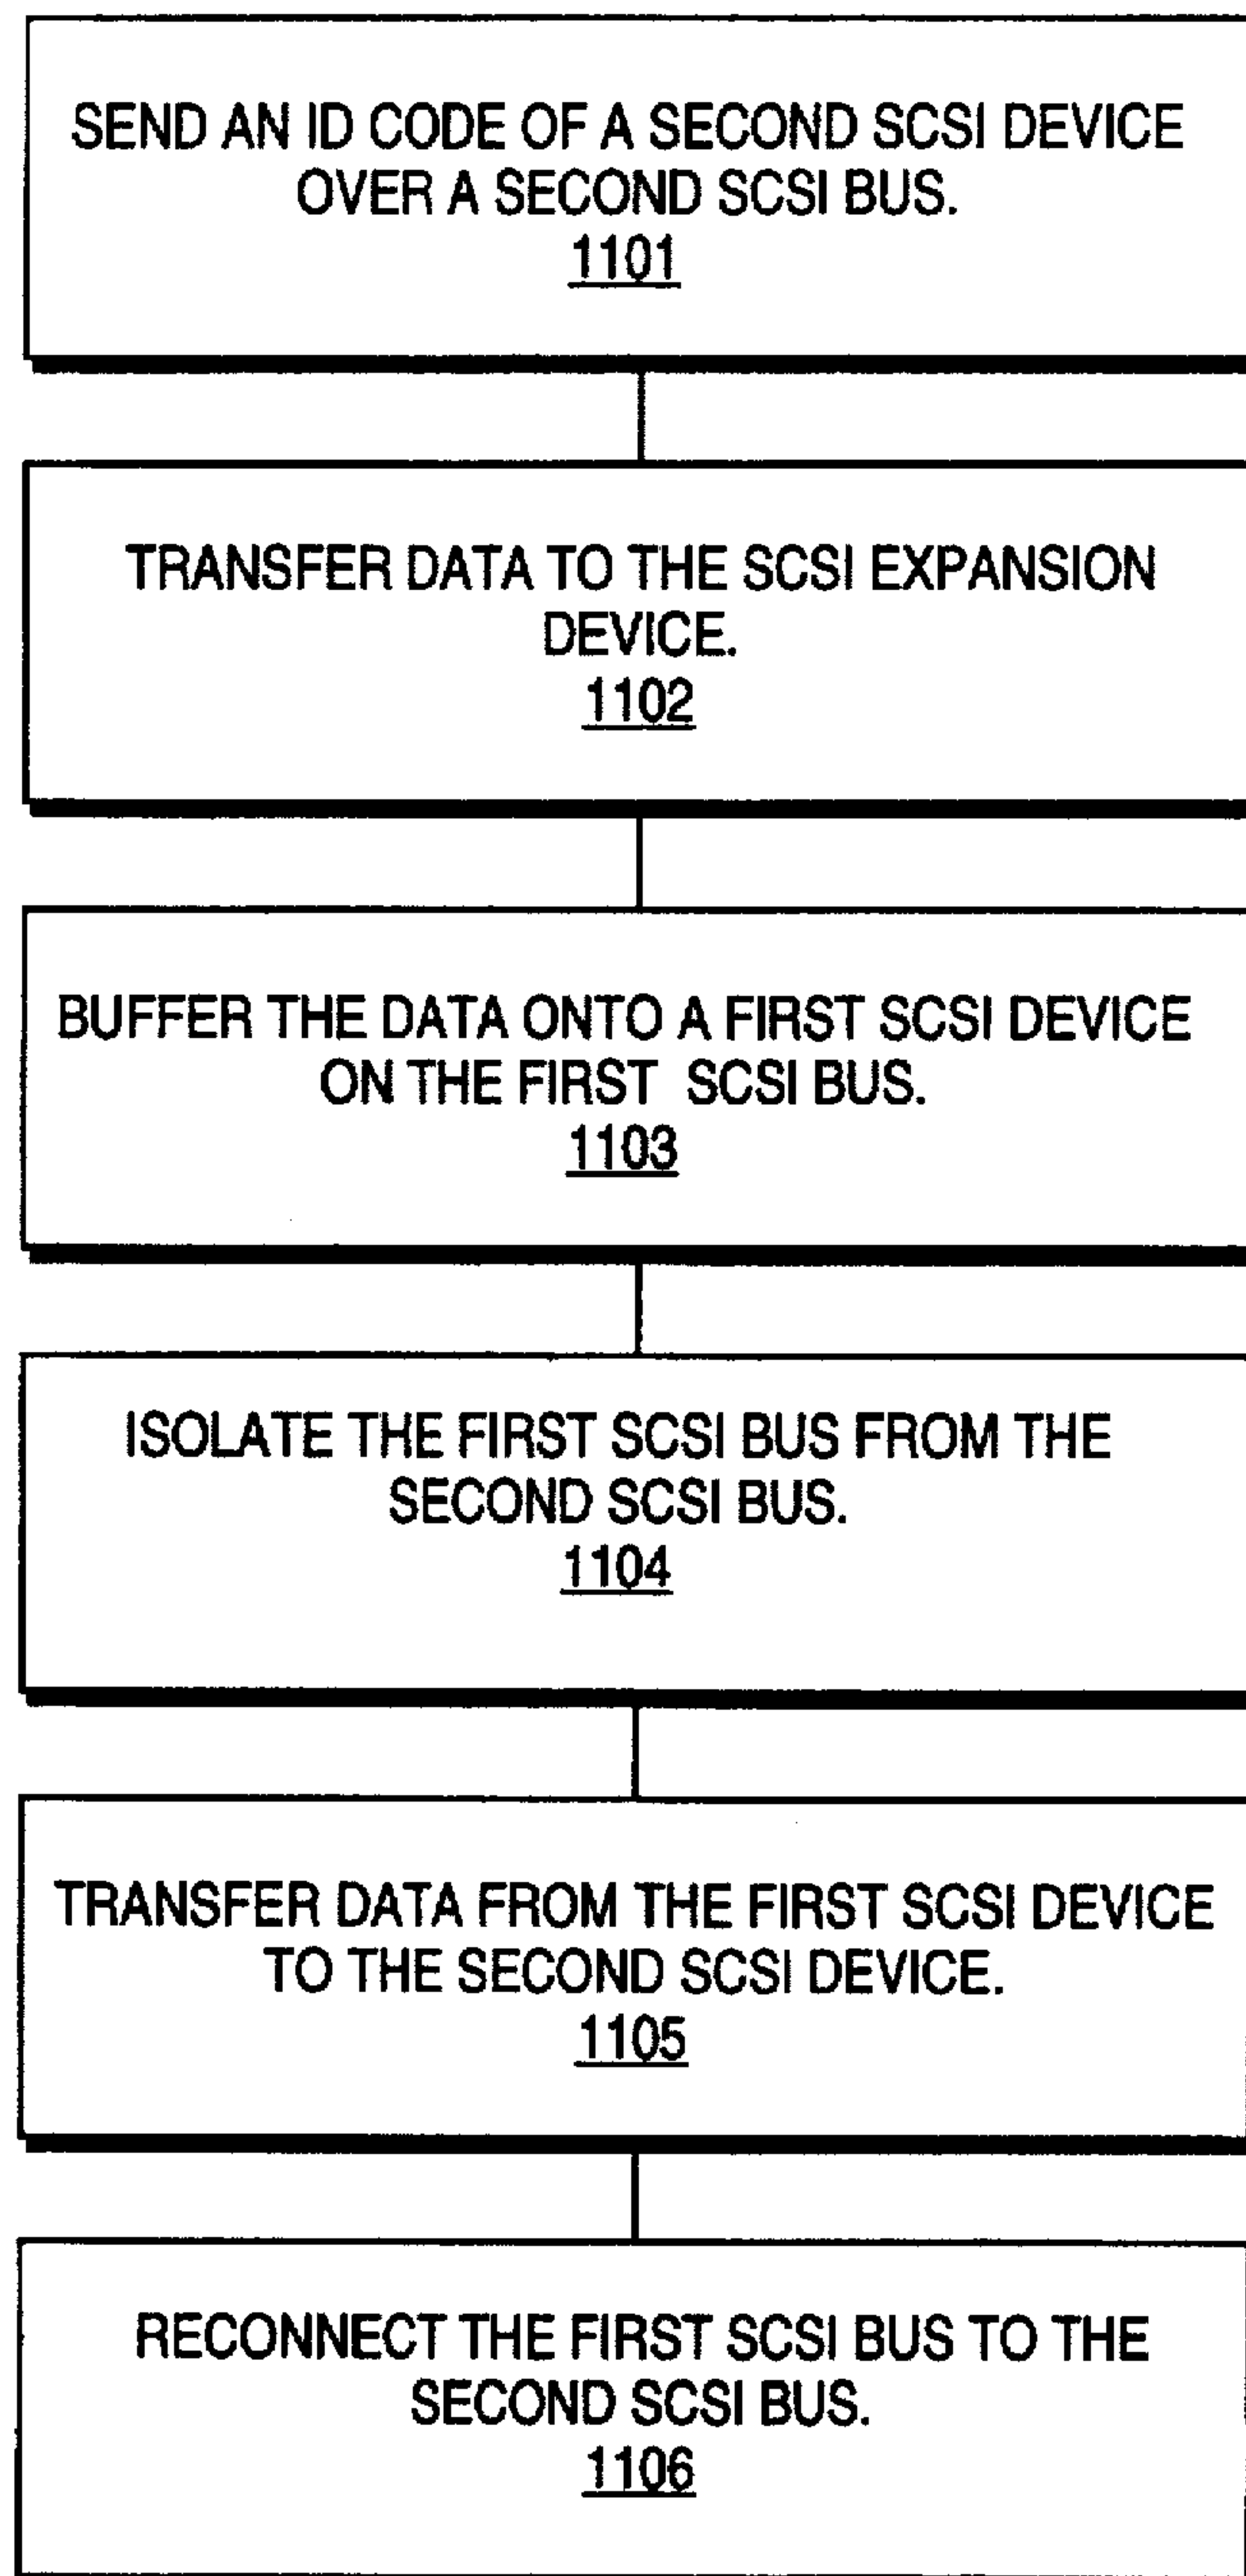 SEND AN ID CODE OF A SECOND SCSI DEVICE
OVER A SECOND SCSI BUS.
1101
TRANSFER DATA TO THE SCSI EXPANSION
DEVICE.
1102
BUFFER THE DATA ONTO A FIRST SCSI DEVICE
ON THE FIRST SCSI BUS.
1103
ISOLATE THE FIRST SCSI BUS FROM THE
SECOND SCSI BUS.
1104
TRANSFER DATA FROM THE FIRST SCSI DEVICE
TO THE SECOND SCSI DEVICE.
1105
RECONNECT THE FIRST SCSI BUS TO THE
SECOND SCSI BUS.
1106